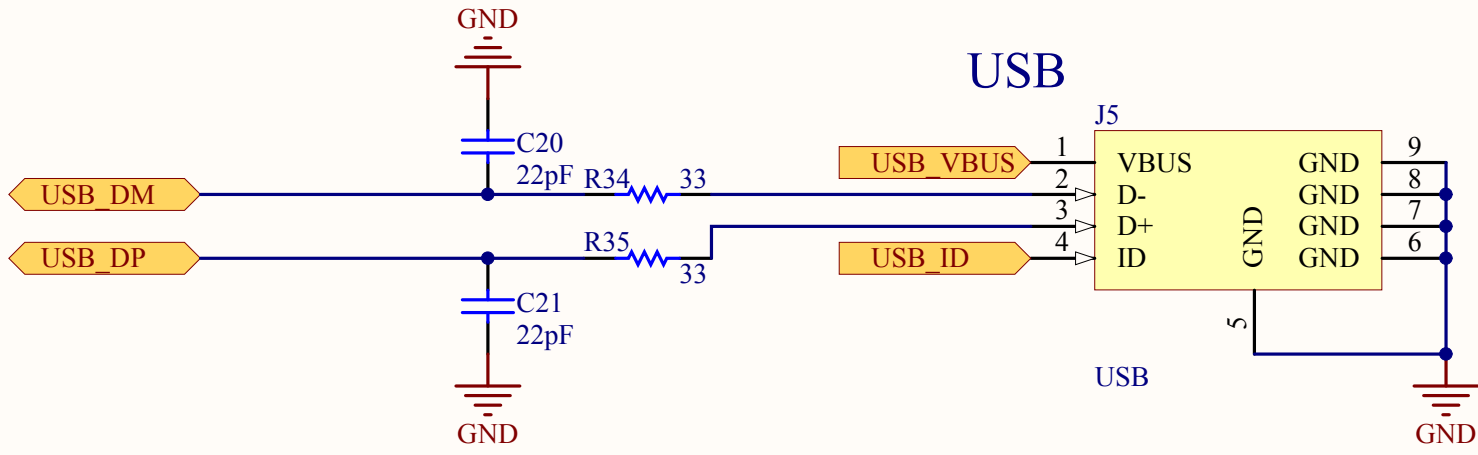 GND
USB
J5
C20
22pF
USB_DM
R34
33
USB_DP
R35
33
C21
22pF
GND
USB_VBUS
USB_ID
1
2
3
4
VBUS
D-
D+
ID
GND
GND
GND
GND
GND
9
8
7
6
5
USB
GND